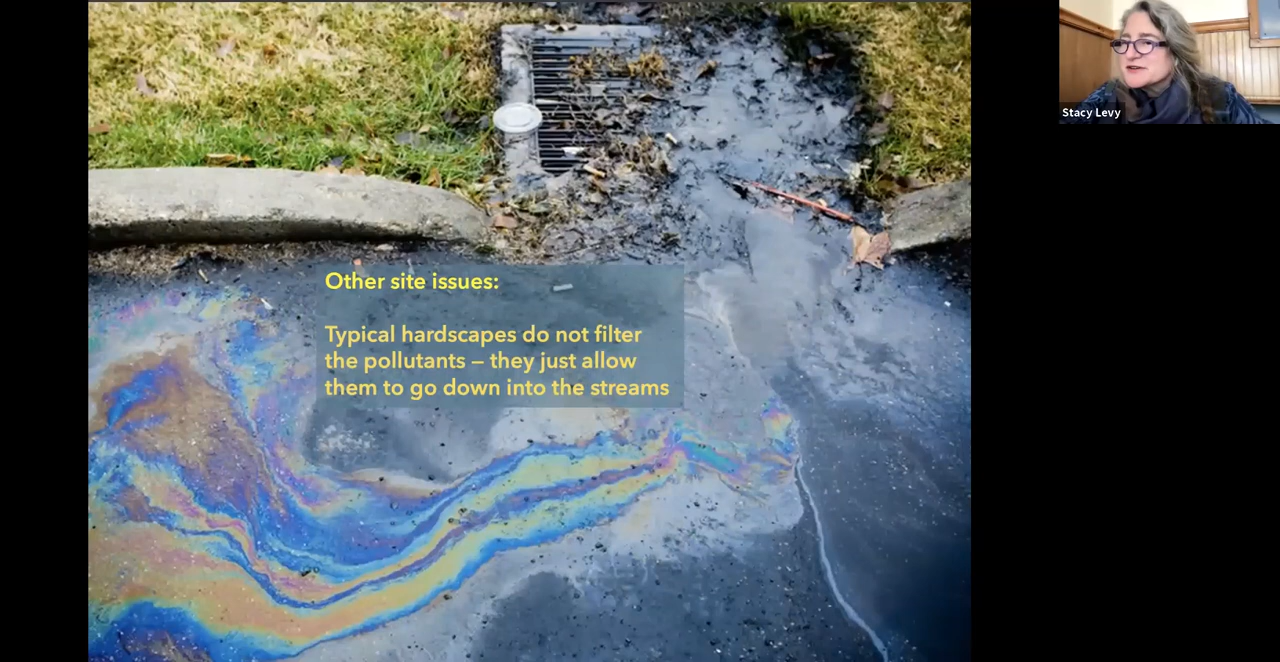 Other site issues:
Typical hardscapes do not filter
the pollutants – they just allow
them to go down into the streams
Stacy Levy